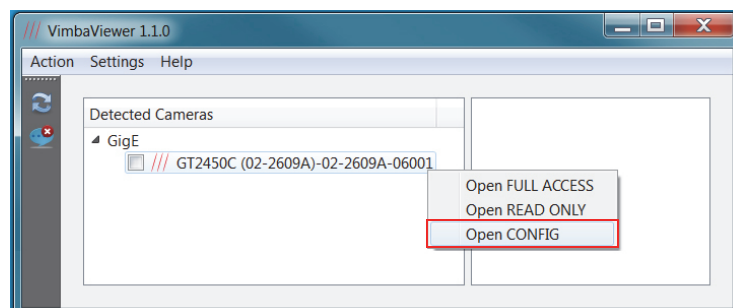 VimbaViewer 1.1.0
Action Settings Help
Detected Cameras
GigE
GT2450C (02-2609A)-02-2609A-06001
Open FULL ACCESS
Open READ ONLY
Open CONFIG